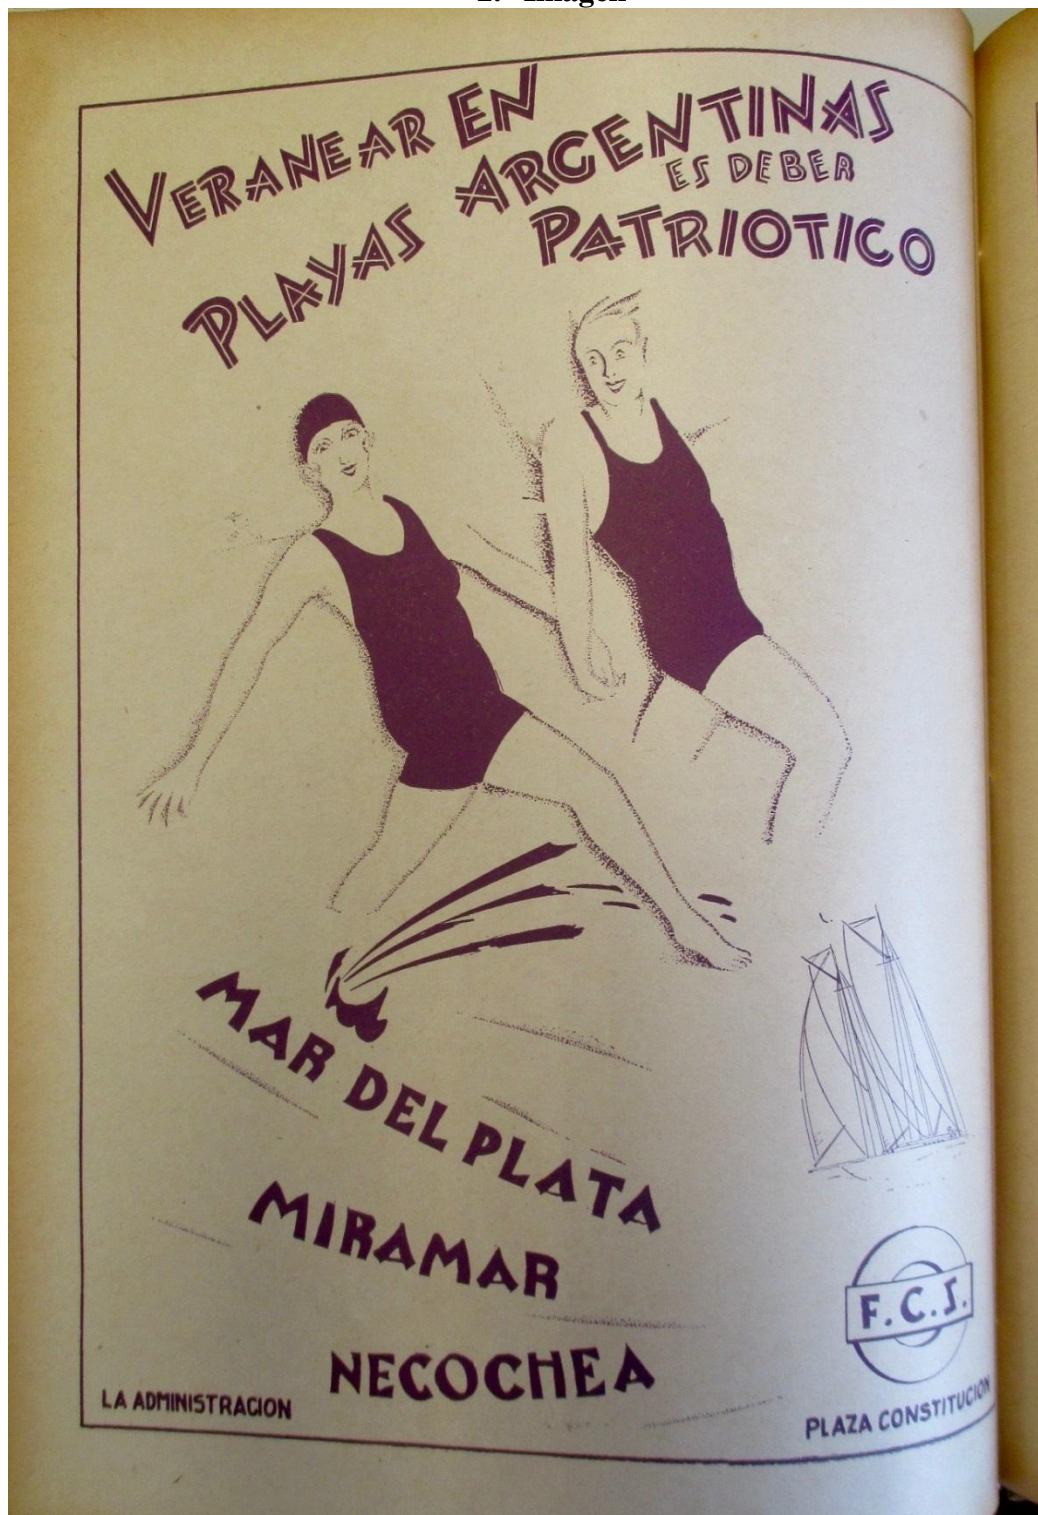 VERANEAR EN
PLAYAS ARGENTINAS
ES DEBER
PATRIOTICO
MAR DEL PLATA
MIRAMAR
NECOCHEA
F.C.S.
LA ADMINISTRACION
PLAZA CONSTITUCION